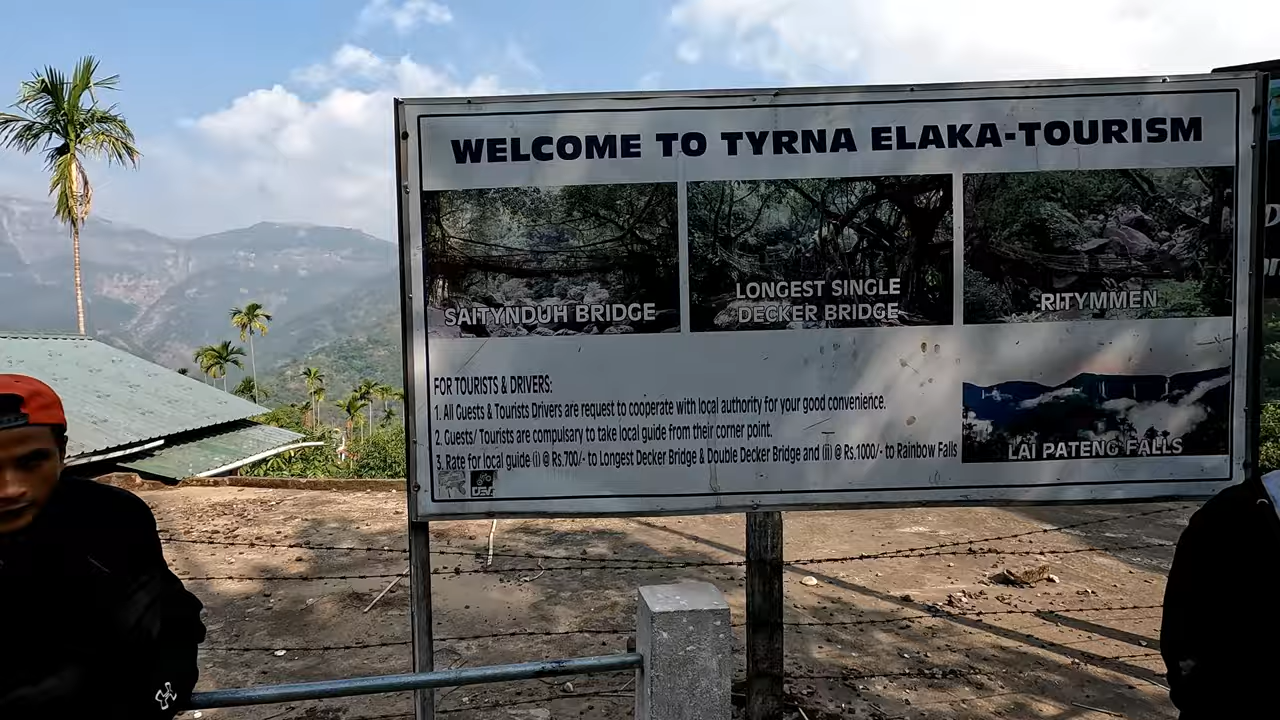 WELCOME TO TYRNA ELAKA-TOURISM
SAITYNDUH BRIDGE
LONGEST SINGLE
DECKER BRIDGE
RITYMMEN
FOR TOURISTS & DRIVERS:
1. All Guests & Tourists Drivers are request to cooperate with local authority for your good convenience.
2. Guests/ Tourists are compulsary to take local guide from their corner point.
3. Rate for local guide (i) @ Rs.700/- to Longest Decker Bridge & Double Decker Bridge and (ii) @ Rs.1000/- to Rainbow Falls
LAI PATENG FALLS